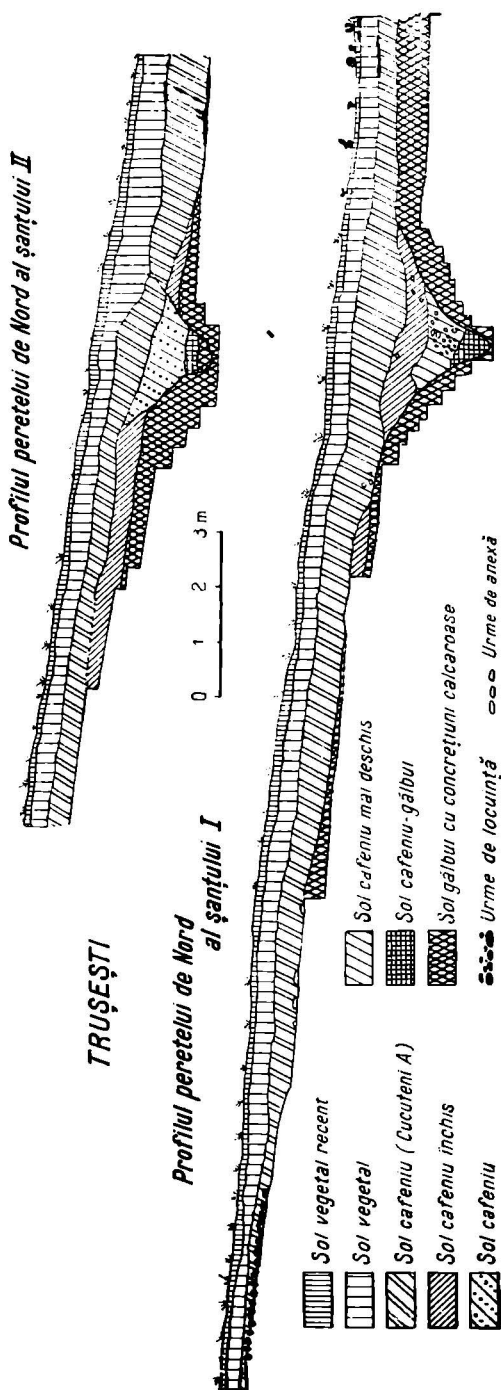 Profilul peretelui de Nord al șanțului II
TRUȘEȘTI
0 1 2 3 m
Profilul peretelui de Nord
al șanțului I
Sol vegetal recent
Sol vegetal
Sol cafeniu (Cucuteni A)
Sol cafeniu închis
Sol cafeniu
Sol cafeniu mai deschis
Sol cafeniu-gălbui
Sol gălbui cu concrețiuni calcaroase
Urme de locuință
Urme de anexă